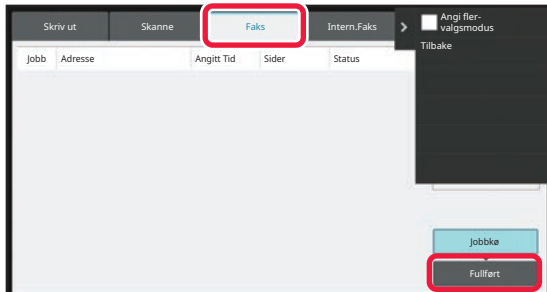 Skriv ut Skanne Faks Intern.Faks
Angi fler-
valgsmodus
Tilbake
Jobb Adresse Angitt Tid Sider Status
Jobbkø
Fullført